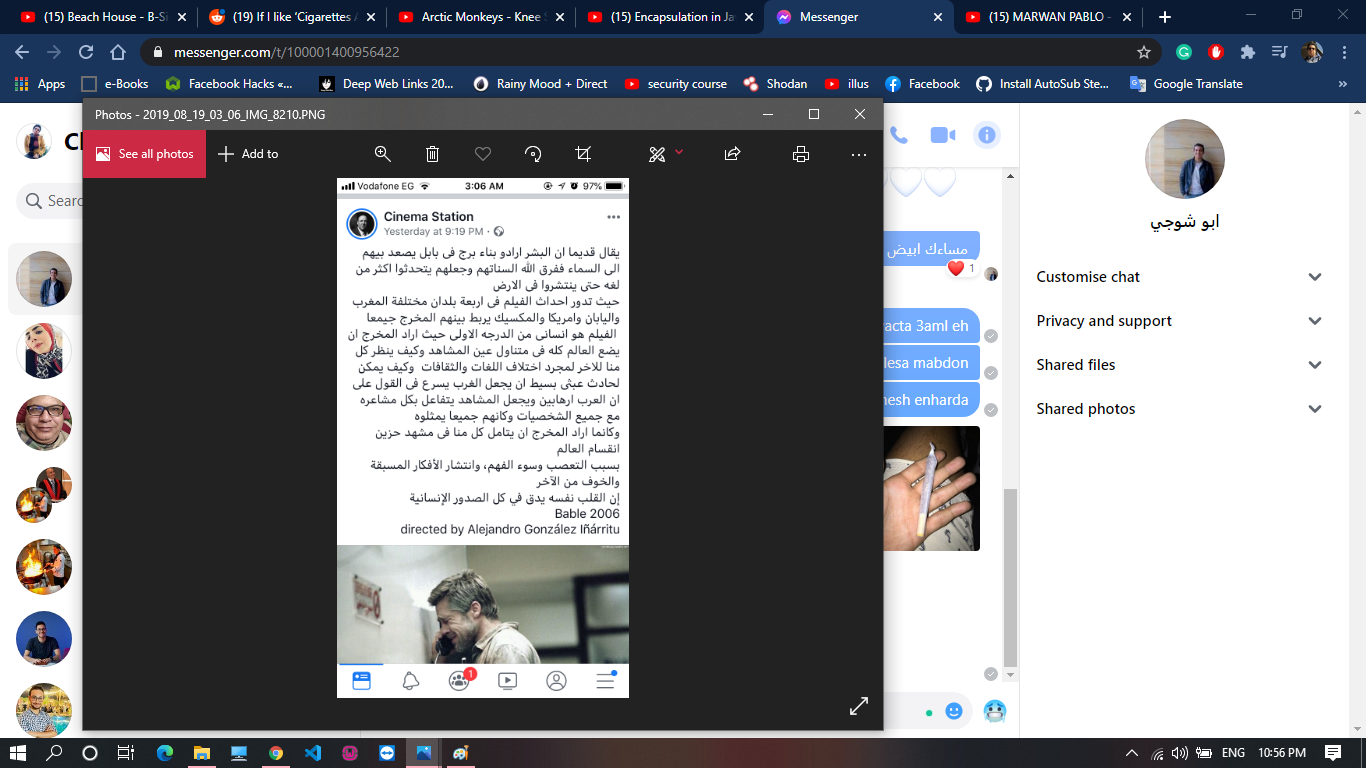 (15) Beach House - B-Si
(19) If I like 'Cigarettes A
Arctic Monkeys - Knee S
(15) Encapsulation in Ja
Messenger
(15) MARWAN PABLO -
messenger.com/t/100001400956422
Apps
e-Books
Facebook Hacks «...
Deep Web Links 20...
Rainy Mood + Direct
security course
Shodan
illus
Facebook
Install AutoSub Ste...
Google Translate
»
Photos - 2019_08_19_03_06_IMG_8210.PNG
See all photos
Add to
Ch
Searc
Vodafone EG
3:06 AM
97%
Cinema Station
Yesterday at 9:19 PM ·
يقال قديما ان البشر ارادو بناء برج فى بابل يصعد بيهم
الى السماء ففرق الله السناتهم وجعلهم يتحدثوا اكثر من
لغه حتى ينتشروا فى الارض
حيث تدور احداث الفيلم فى اربعة بلدان مختلفة المغرب
واليابان وامريكا والمكسيك يربط بينهم المخرج جيمعا
الفيلم هو انسانى من الدرجه الاولى حيث اراد المخرج ان
يضع العالم كله فى متناول عين المشاهد وكيف ينظر كل
منا للاخر لمجرد اختلاف اللغات والثقافات وكيف يمكن
لحادث عبثى بسيط ان يجعل الغرب يسرع فى القول على
ان العرب ارهابين ويجعل المشاهد يتفاعل بكل مشاعره
مع جميع الشخصيات وكانهم جميعا يمثلوه
وكانما اراد المخرج ان يتامل كل منا فى مشهد حزين
انقسام العالم
بسبب التعصب وسوء الفهم، وانتشار الأفكار المسبقة
والخوف من الآخر
إن القلب نفسه يدق في كل الصدور الإنسانية
Bable 2006
directed by Alejandro González Iñárritu
1
مساءك ابيض
1
acta 3aml eh
lesa mabdon
nesh enharda
ابو شوجي
Customise chat
Privacy and support
Shared files
Shared photos
ENG
10:56 PM